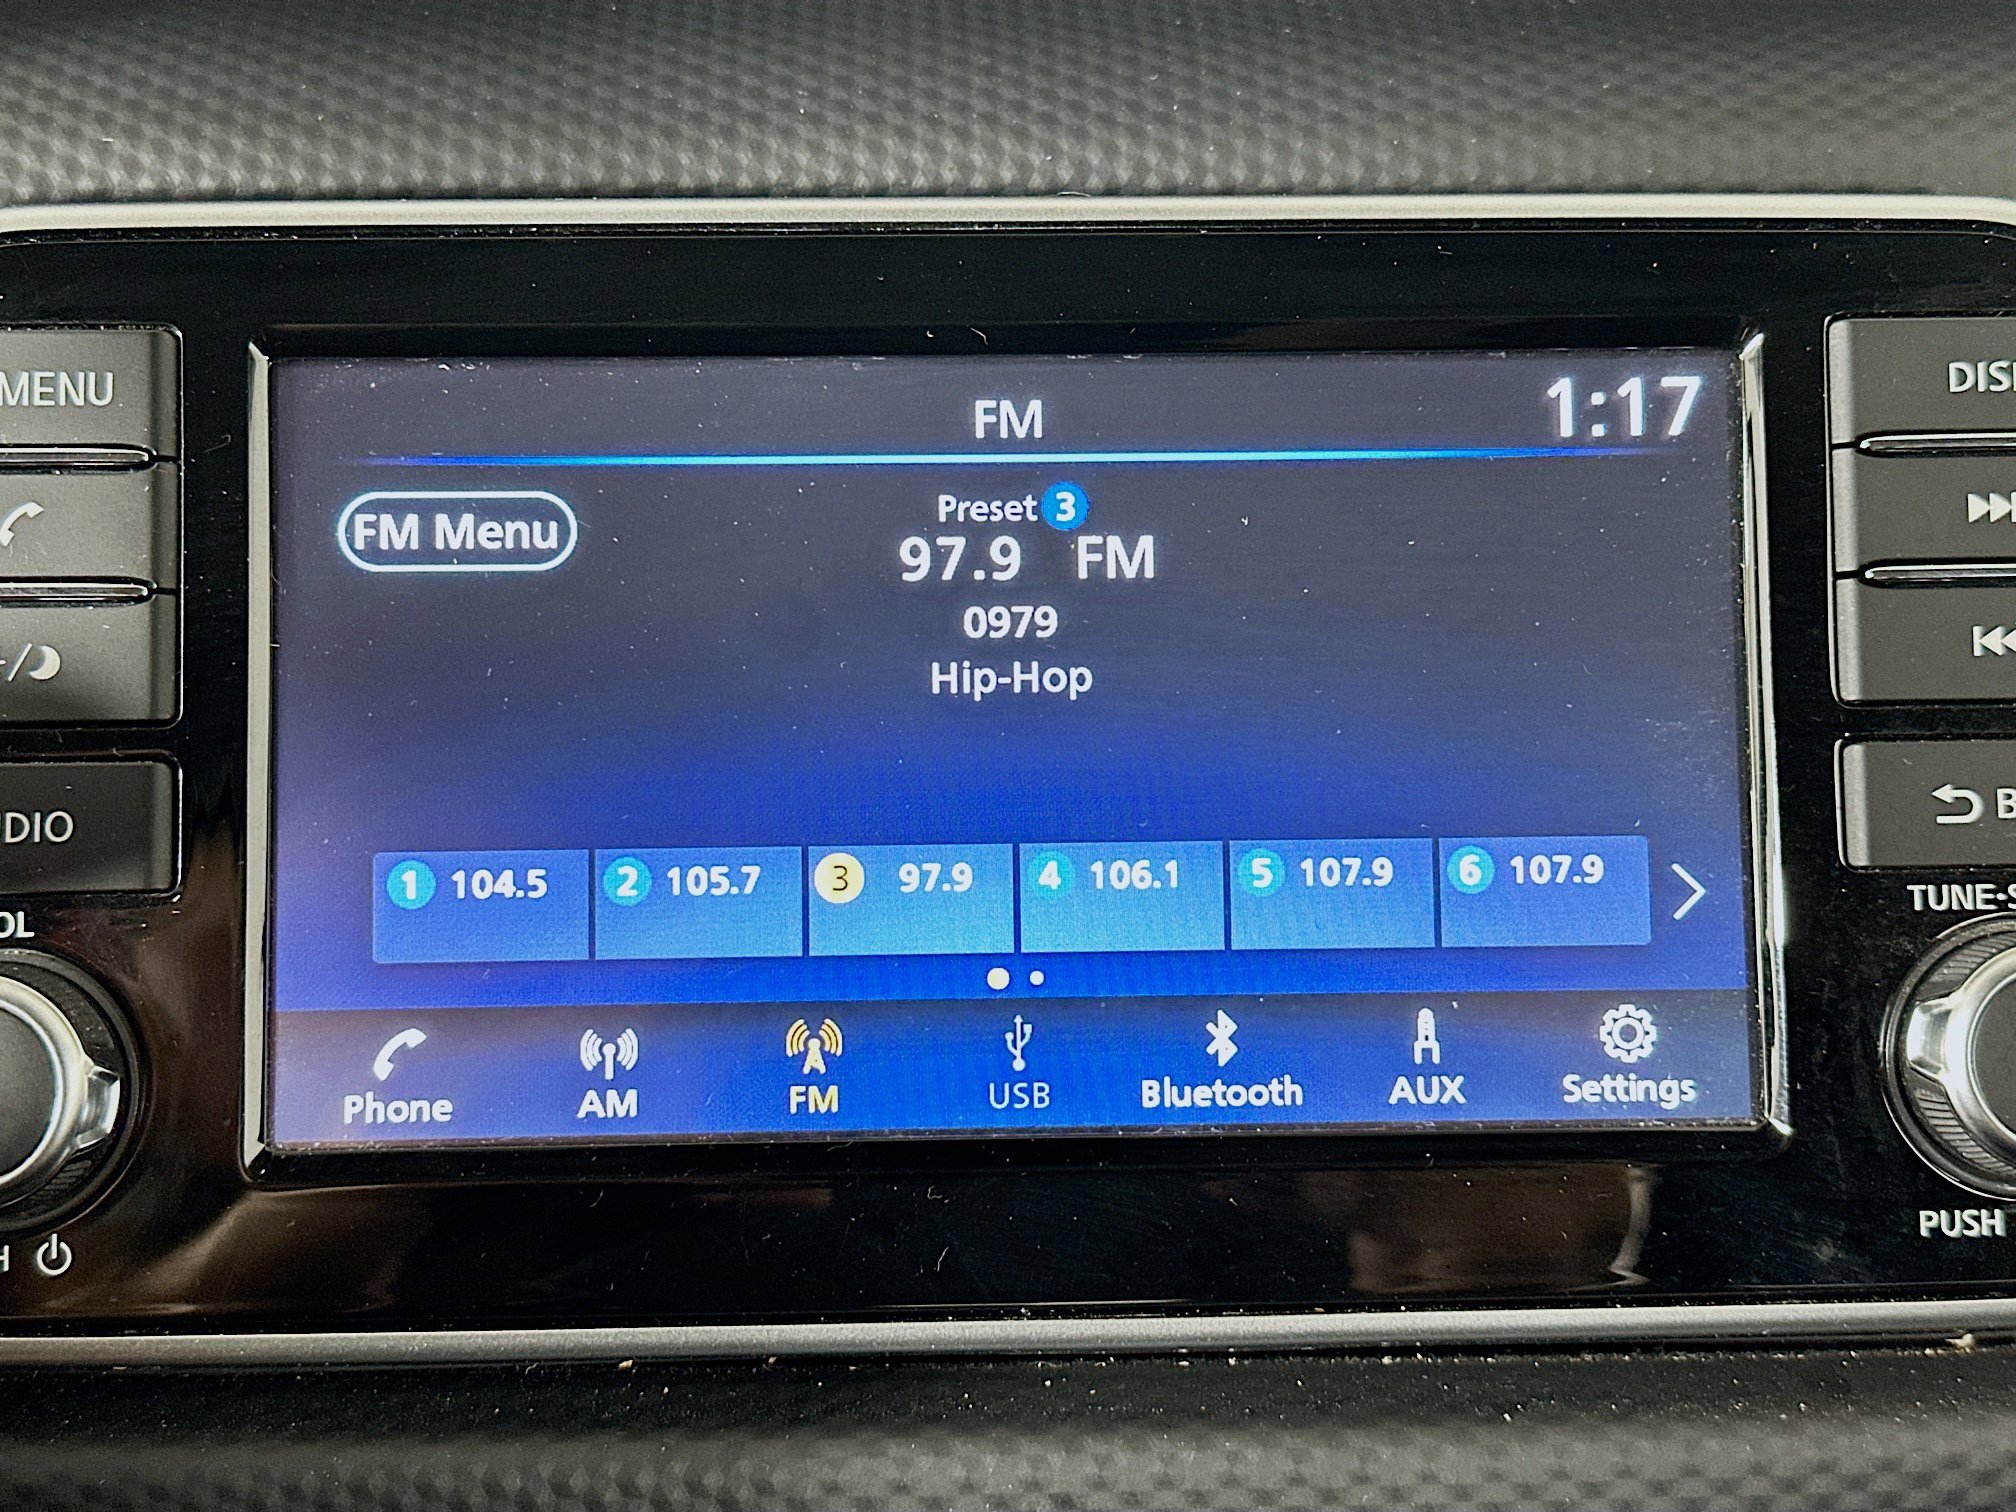 MENU
DIS
FM
1:17
FM Menu
Preset 3
97.9 FM
0979
Hip-Hop
DIO
B
1 104.5
2 105.7
3 97.9
4 106.1
5 107.9
6 107.9
OL
TUNE·S
Phone
AM
FM
USB
Bluetooth
AUX
Settings
H
PUSH